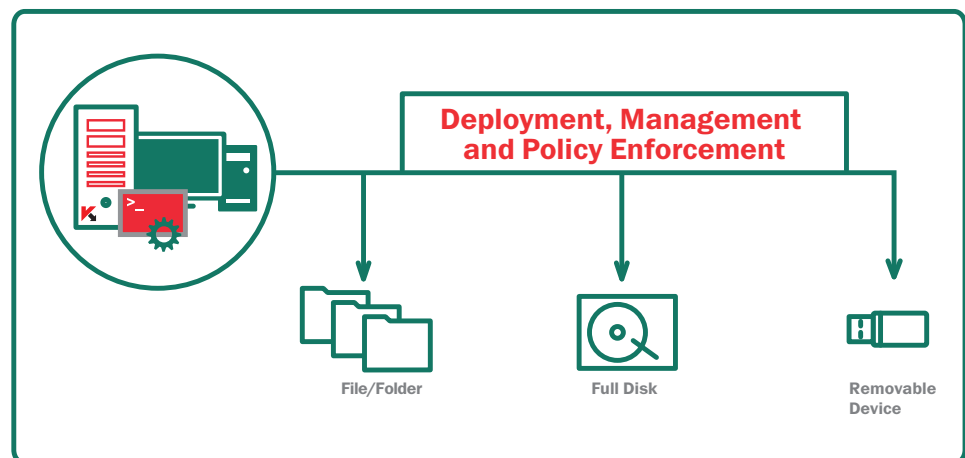 Deployment, Management
and Policy Enforcement
>_
File/Folder
Full Disk
Removable
Device